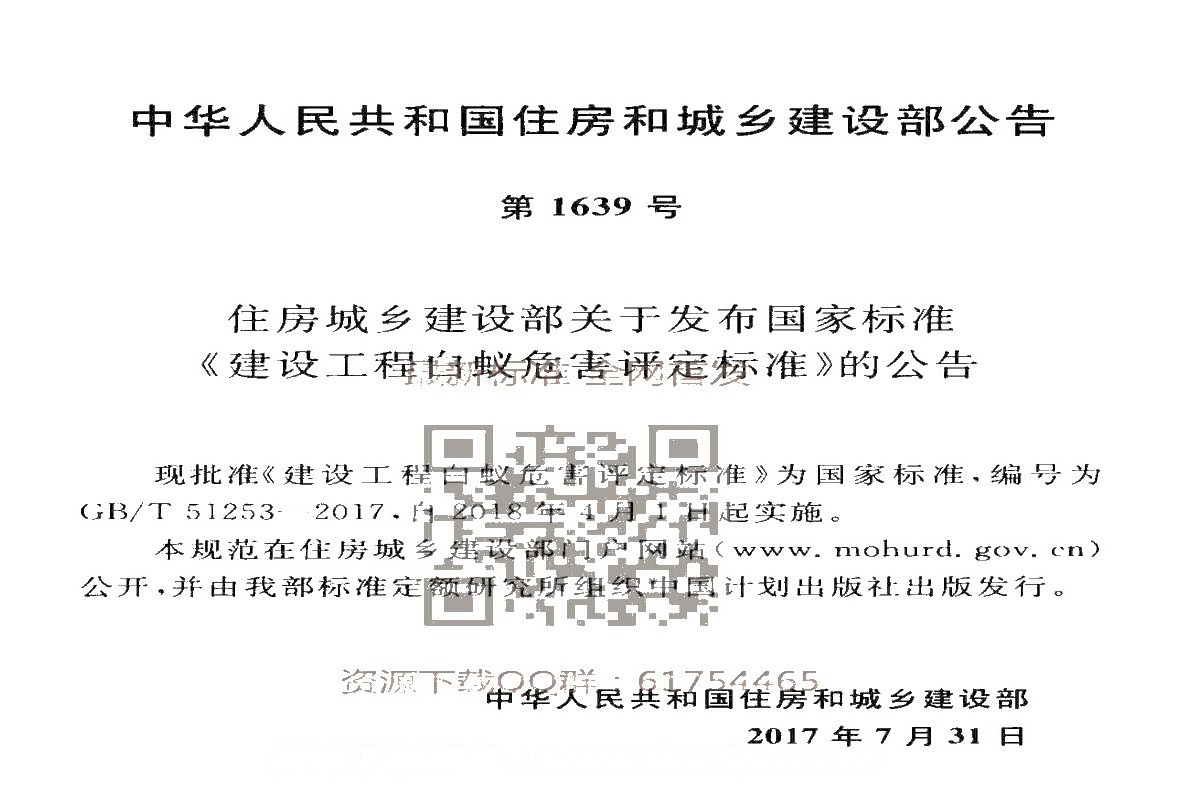 中华人民共和国住房和城乡建设部公告
第 1639 号
住房城乡建设部关于发布国家标准
《建设工程白蚁危害评定标准》的公告
最新标准 全网首发
现批准《建设工程白蚁危害评定标准》为国家标准,编号为
GB/T 51253—2017,自 2018 年 4 月 1 日起实施。
本规范在住房城乡建设部门户网站(www. mohurd. gov. cn)
公开,并由我部标准定额研究所组织中国计划出版社出版发行。
资源下载QQ群:61754465
中华人民共和国住房和城乡建设部
2017 年 7 月 31 日